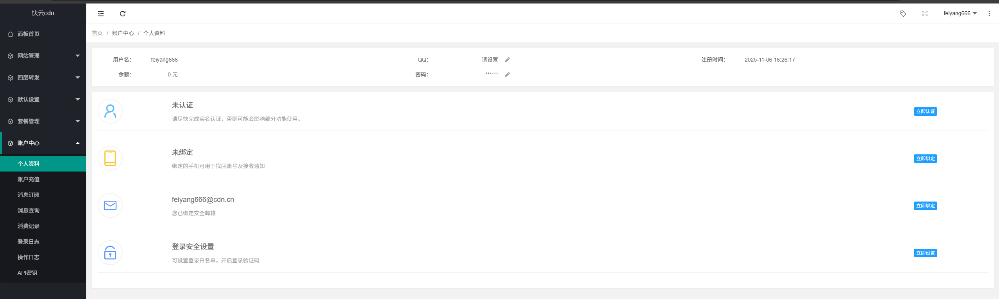 快云cdn
面板首页
网站管理
四层转发
默认设置
套餐管理
账户中心
个人资料
账户充值
消息订阅
消息查询
消费记录
登录日志
操作日志
API密钥
feiyang666
首页 / 账户中心 / 个人资料
用户名： feiyang666 QQ： 请设置 注册时间： 2025-11-06 16:26:17
余额： 0 元 密码： ******
未认证
请尽快完成实名认证，否则可能会影响部分功能使用。
立即认证
未绑定
绑定的手机可用于找回账号及接收通知
立即绑定
feiyang666@cdn.cn
您已绑定安全邮箱
立即绑定
登录安全设置
可设置登录白名单，开启登录验证码
立即设置